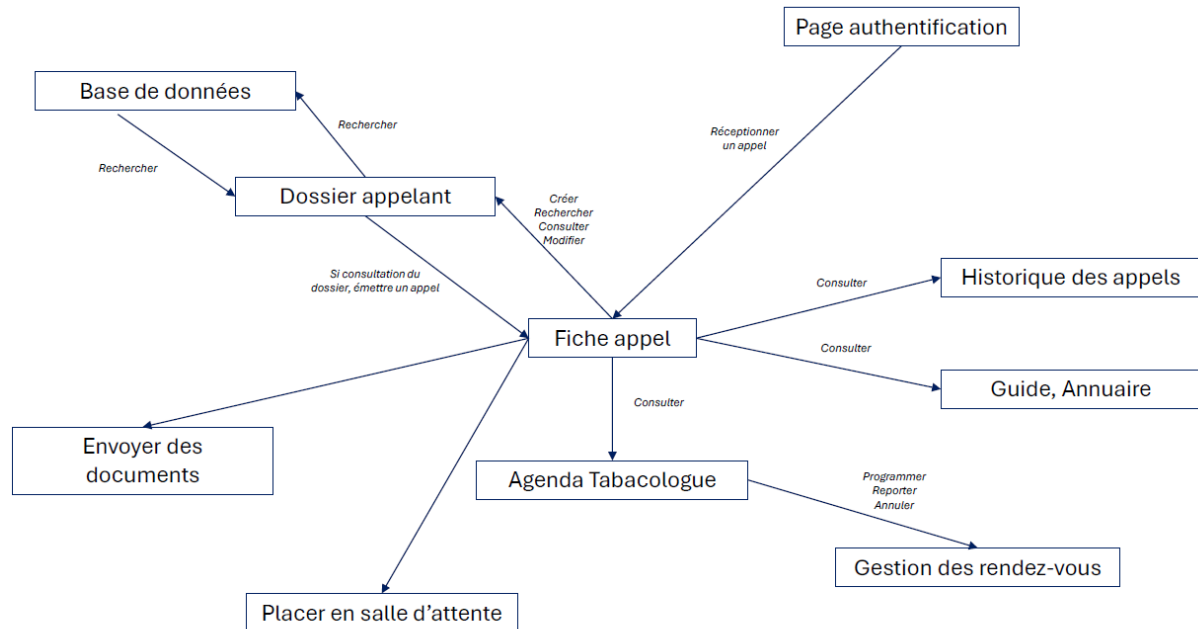 Page authentification
Base de données
Rechercher
Réceptionner
un appel
Rechercher
Dossier appelant
Créer
Rechercher
Consulter
Modifier
Si consultation du
dossier, émettre un appel
Consulter
Historique des appels
Fiche appel
Consulter
Guide, Annuaire
Consulter
Envoyer des
documents
Agenda Tabacologue
Programmer
Reporter
Annuler
Gestion des rendez-vous
Placer en salle d’attente